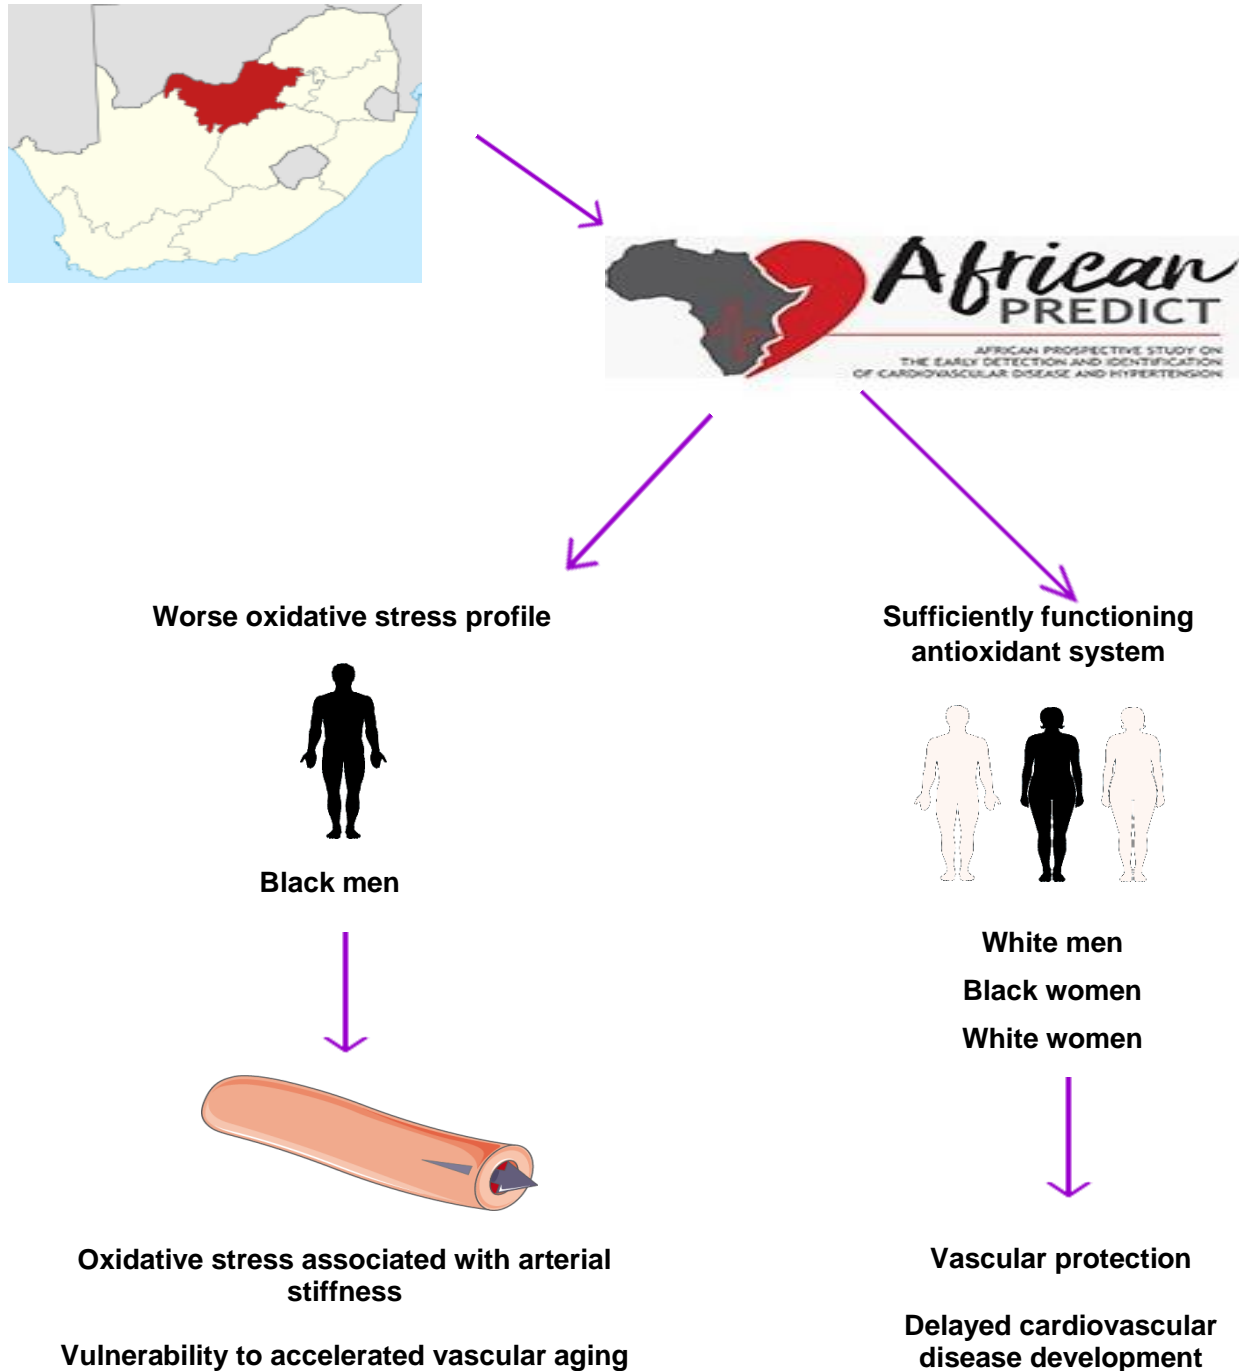 African
PREDICT
AFRICAN PROSPECTIVE STUDY ON
THE EARLY DETECTION AND IDENTIFICATION
OF CARDIOVASCULAR DISEASE AND HYPERTENSION
Worse oxidative stress profile
Black men
Oxidative stress associated with arterial
stiffness
Vulnerability to accelerated vascular aging
Sufficiently functioning
antioxidant system
White men
Black women
White women
Vascular protection
Delayed cardiovascular
disease development